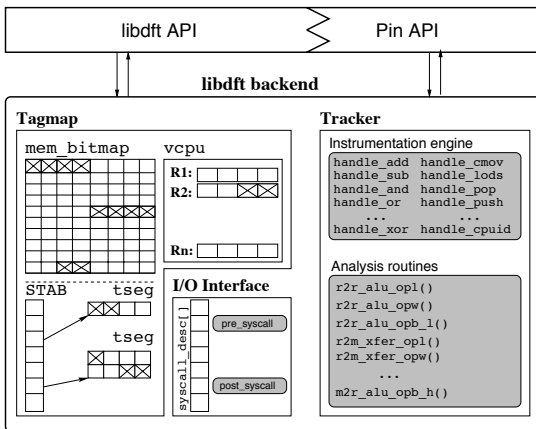 libdft API
Pin API
libdft backend
Tagmap
mem_bitmap
vcpu
R1:
R2:
Rn:
STAB
tseg
tseg
I/O Interface
syscall_desc[]
pre_syscall
post_syscall
Tracker
Instrumentation engine
handle_add handle_cmov
handle_sub handle_lods
handle_and handle_pop
handle_or handle_push
... ...
handle_xor handle_cpuid
Analysis routines
r2r_alu_opl()
r2r_alu_opw()
r2r_alu_opb_l()
r2m_xfer_opl()
r2m_xfer_opw()
...
m2r_alu_opb_h()